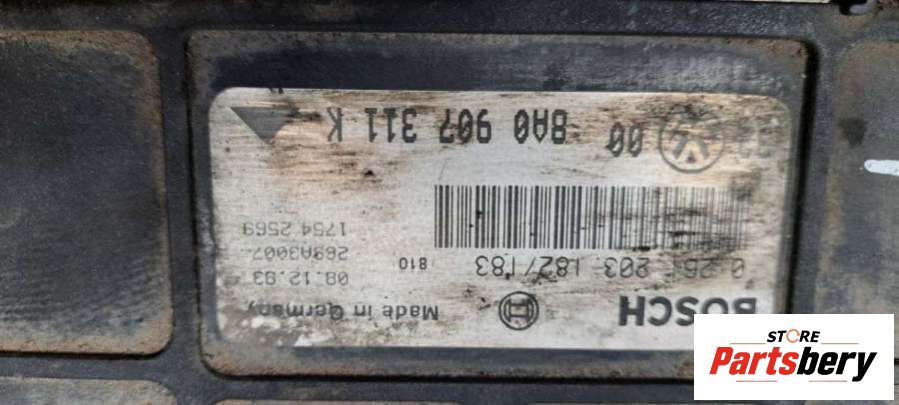 BOSCH Made in Germany
0 261 203 182/183 08.12.93
810 268A3007
1754 2569
00 8A0 907 311 K
STORE
Partsbery